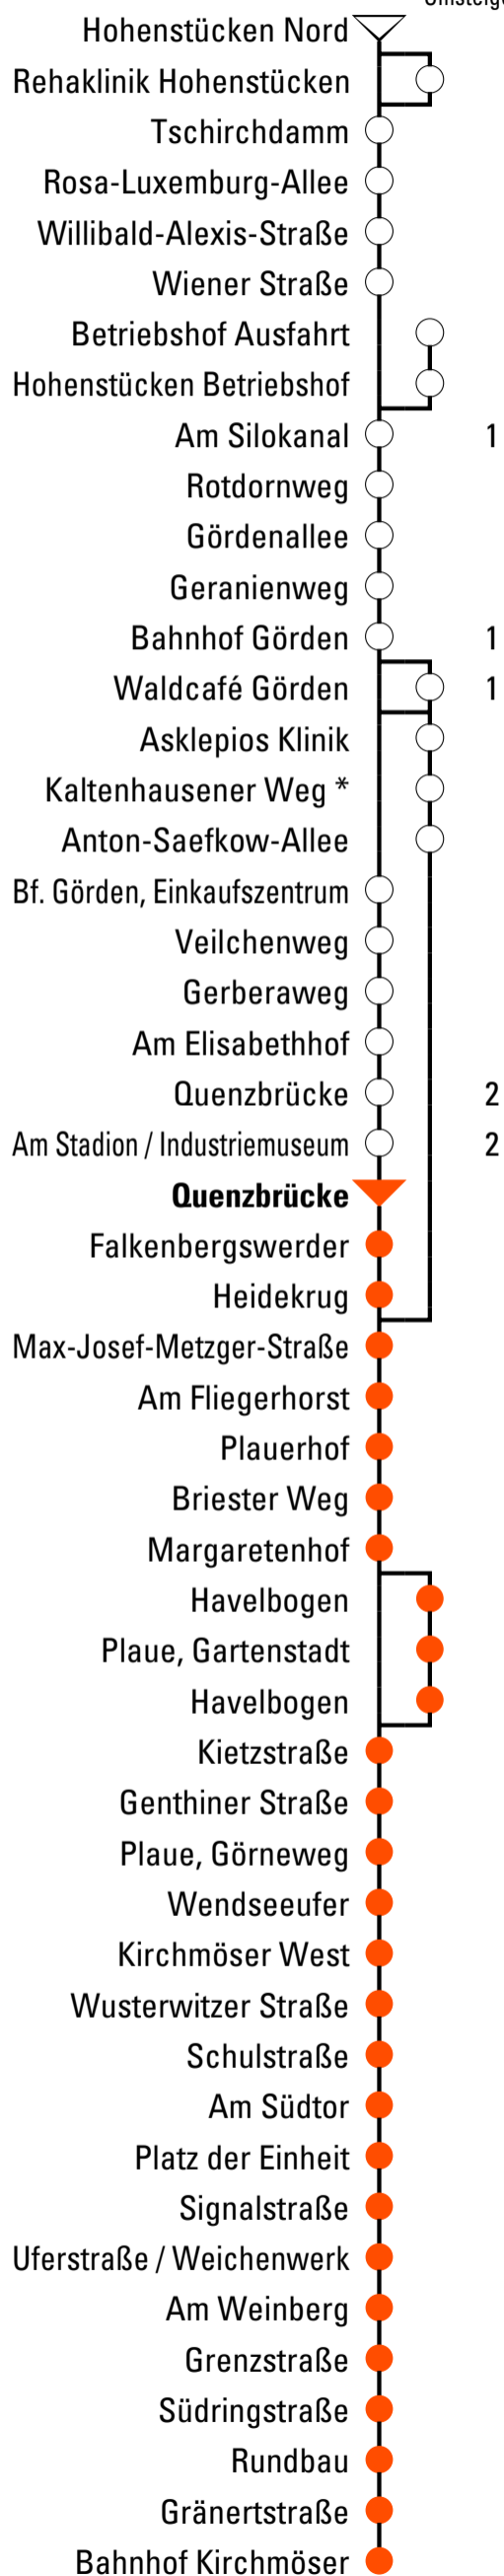 Hohenstücken Nord
Rehaklinik Hohenstücken
Tschirchdamm
Rosa-Luxemburg-Allee
Willibald-Alexis-Straße
Wiener Straße
Betriebshof Ausfahrt
Hohenstücken Betriebshof
Am Silokanal 1
Rotdornweg
Gördenallee
Geranienweg
Bahnhof Görden 1
Waldcafé Görden 1
Asklepios Klinik
Kaltenhausener Weg *
Anton-Saefkow-Allee
Bf. Görden, Einkaufszentrum
Veilchenweg
Gerberaweg
Am Elisabethhof
Quenzbrücke 2
Am Stadion / Industriemuseum 2
Quenzbrücke
Falkenbergswerder
Heidekrug
Max-Josef-Metzger-Straße
Am Fliegerhorst
Plauerhof
Briester Weg
Margaretenhof
Havelbogen
Plaue, Gartenstadt
Havelbogen
Kietzstraße
Genthiner Straße
Plaue, Görneweg
Wendseeufer
Kirchmöser West
Wusterwitzer Straße
Schulstraße
Am Südtor
Platz der Einheit
Signalstraße
Uferstraße / Weichenwerk
Am Weinberg
Grenzstraße
Südringstraße
Rundbau
Gränertstraße
Bahnhof Kirchmöser